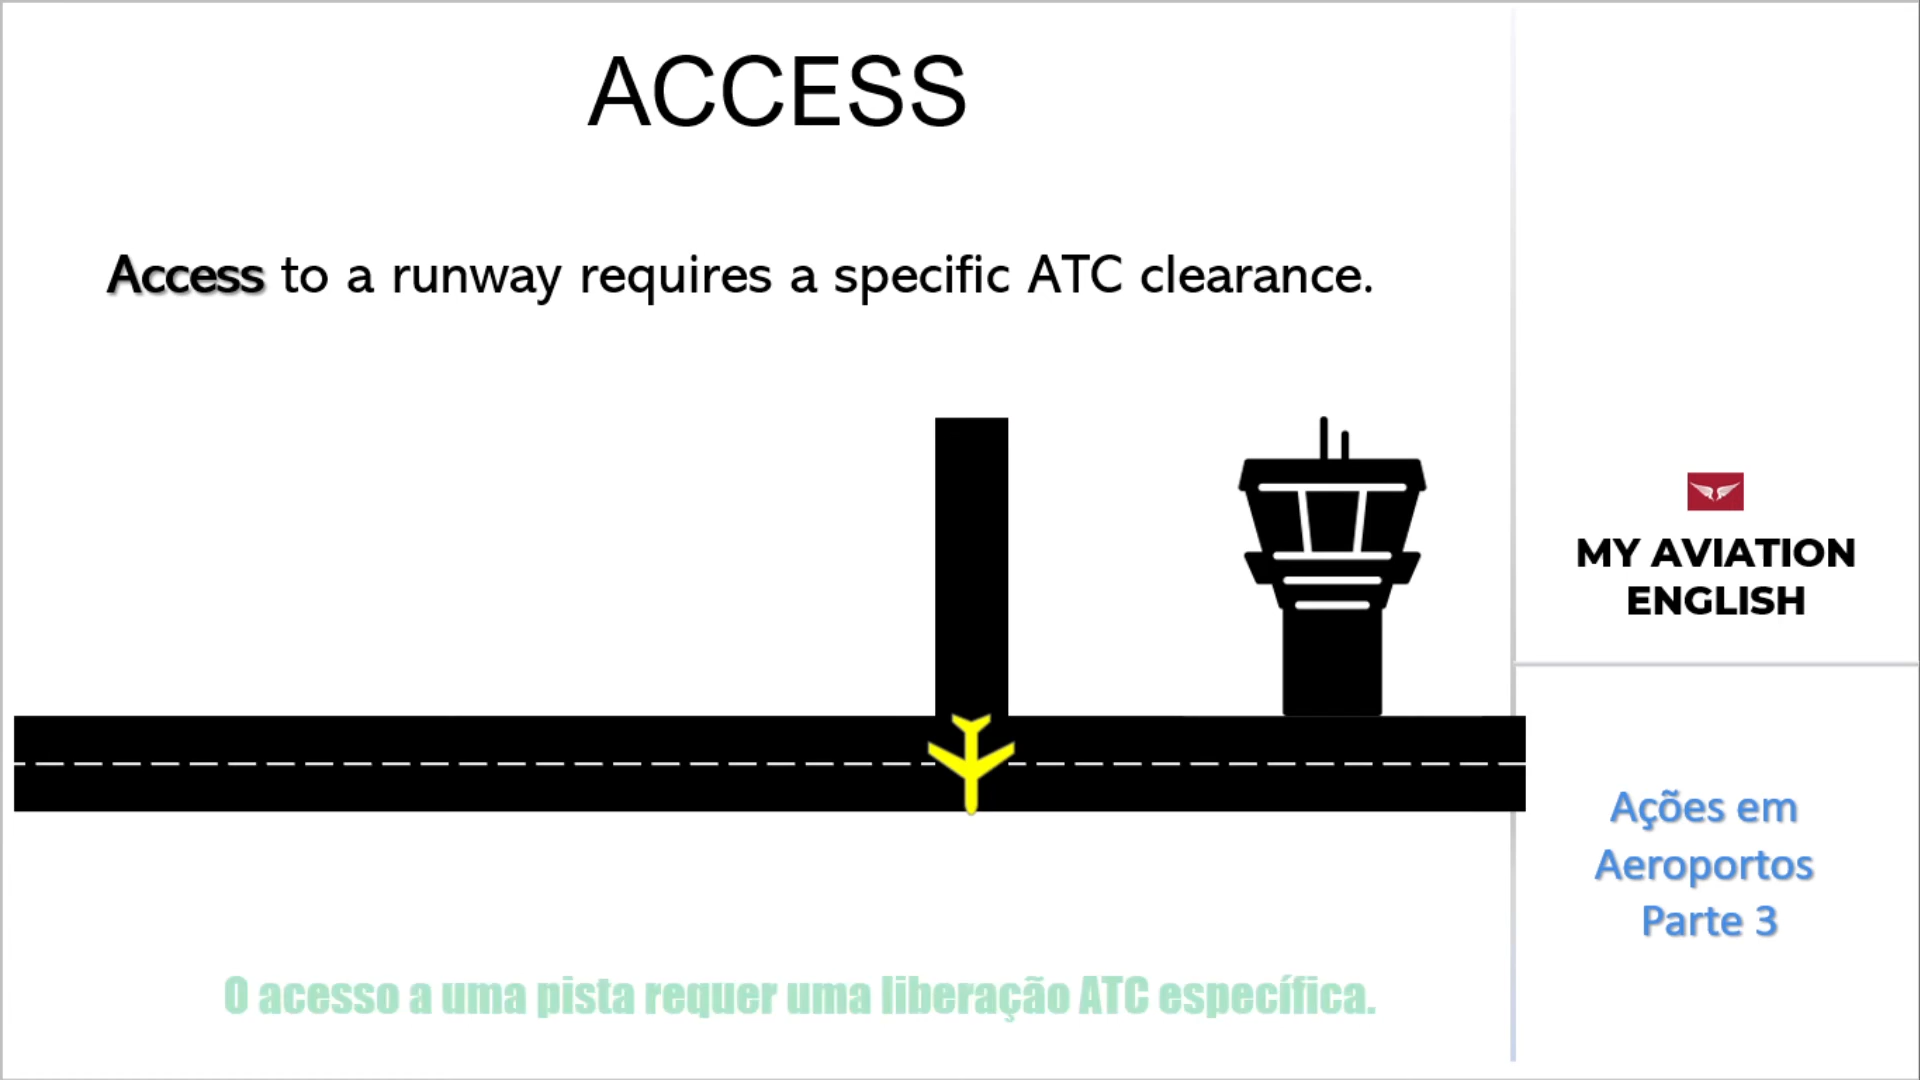 ACCESS
Access to a runway requires a specific ATC clearance.
MY AVIATION
ENGLISH
Ações em
Aeroportos
Parte 3
O acesso a uma pista requer uma liberação ATC específica.